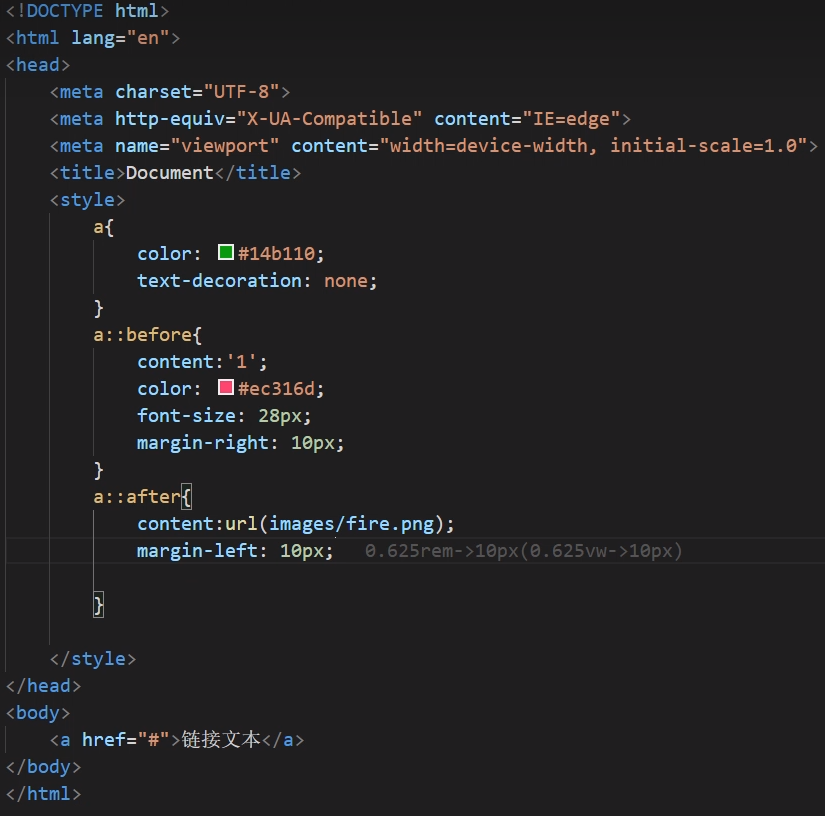 <!DOCTYPE html>
<html lang="en">
<head>
    <meta charset="UTF-8">
    <meta http-equiv="X-UA-Compatible" content="IE=edge">
    <meta name="viewport" content="width=device-width, initial-scale=1.0">
    <title>Document</title>
    <style>
        a{
            color: #14b110;
            text-decoration: none;
        }
        a::before{
            content:'1';
            color: #ec316d;
            font-size: 28px;
            margin-right: 10px;
        }
        a::after{
            content:url(images/fire.png);
            margin-left: 10px;   0.625rem->10px(0.625vw->10px)
        }
    </style>
</head>
<body>
    <a href="#">链接文本</a>
</body>
</html>